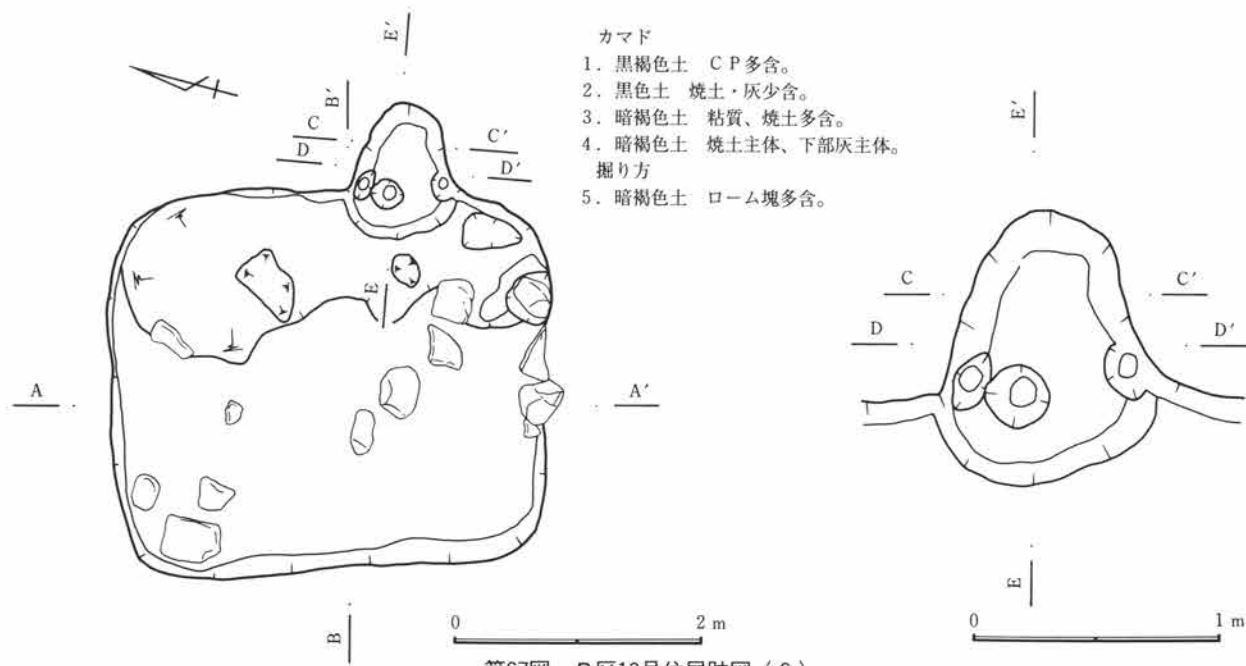 カマド
1．黒褐色土　ＣＰ多含。
2．黒色土　焼土・灰少含。
3．暗褐色土　粘質、焼土多含。
4．暗褐色土　焼土主体、下部灰主体。
掘り方
5．暗褐色土　ローム塊多含。
E′
B′
C
C′
D
D′
E
A
A′
B
0
2 m
E′
C
C′
D
D′
E
0
1 m